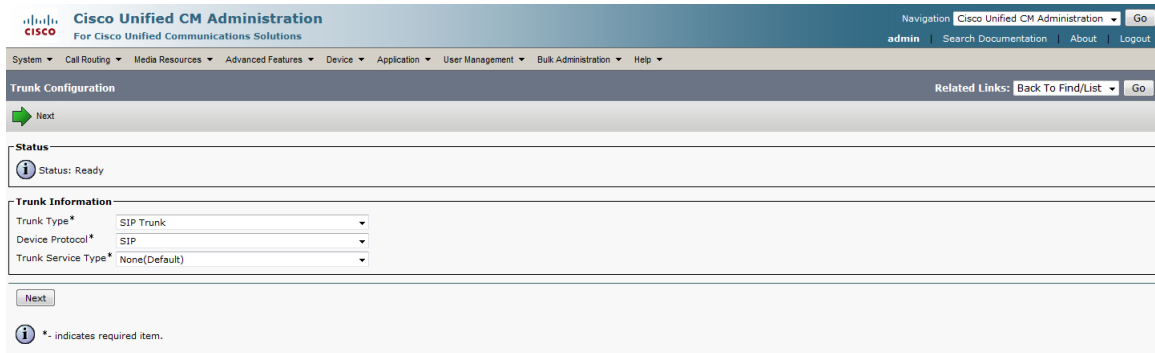 CISCO
Cisco Unified CM Administration
For Cisco Unified Communications Solutions
Navigation Cisco Unified CM Administration Go
admin | Search Documentation | About | Logout
System Call Routing Media Resources Advanced Features Device Application User Management Bulk Administration Help
Trunk Configuration
Related Links: Back To Find/List Go
Next
Status
Status: Ready
Trunk Information
Trunk Type* SIP Trunk
Device Protocol* SIP
Trunk Service Type* None(Default)
Next
*- indicates required item.